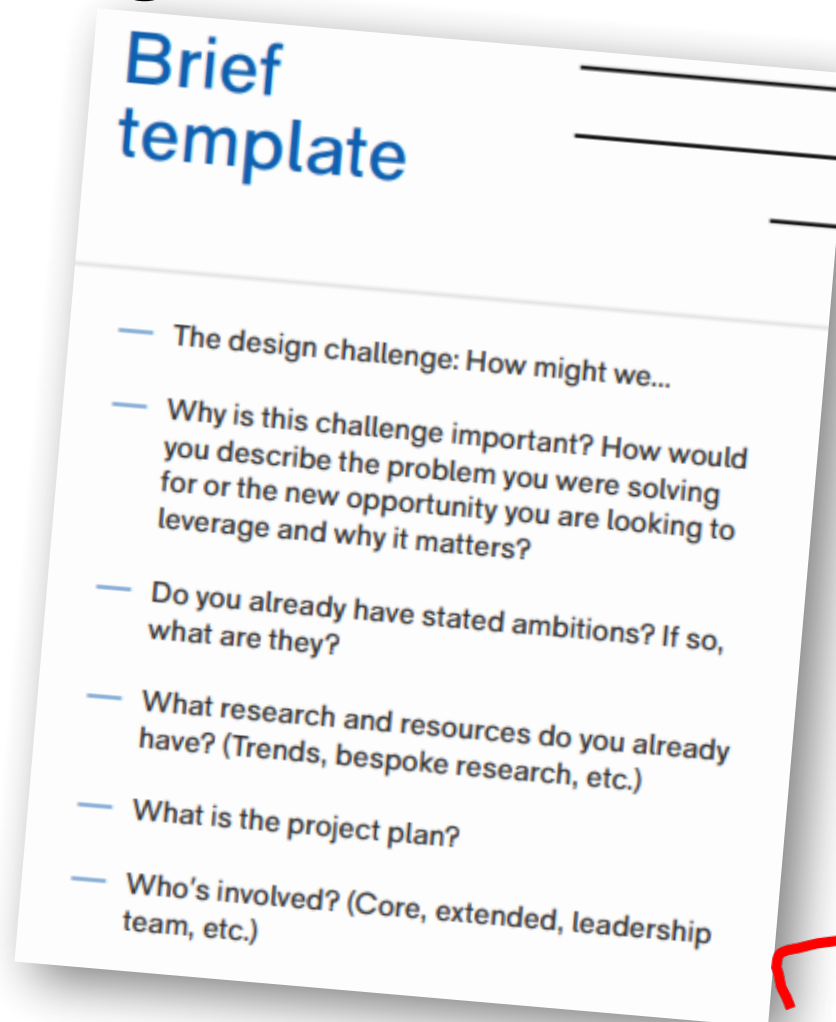 Brief
template
The design challenge: How might we...
Why is this challenge important? How would
you describe the problem you were solving
for or the new opportunity you are looking to
leverage and why it matters?
Do you already have stated ambitions? If so,
what are they?
What research and resources do you already
have? (Trends, bespoke research, etc.)
What is the project plan?
Who's involved? (Core, extended, leadership
team, etc.)